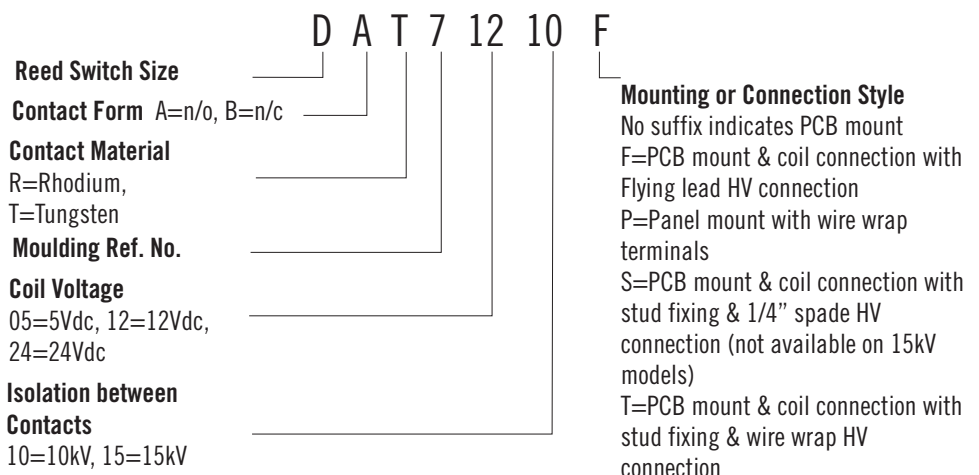 D A T 7 12 10 F
Reed Switch Size
Contact Form A=n/o, B=n/c
Contact Material
R=Rhodium,
T=Tungsten
Moulding Ref. No.
Coil Voltage
05=5Vdc, 12=12Vdc,
24=24Vdc
Isolation between
Contacts
10=10kV, 15=15kV
Mounting or Connection Style
No suffix indicates PCB mount
F=PCB mount & coil connection with
Flying lead HV connection
P=Panel mount with wire wrap
terminals
S=PCB mount & coil connection with
stud fixing & 1/4” spade HV
connection (not available on 15kV
models)
T=PCB mount & coil connection with
stud fixing & wire wrap HV
connection